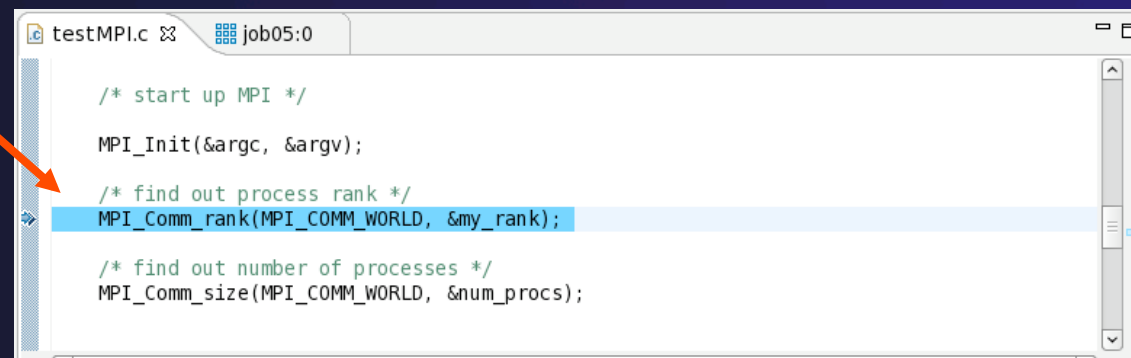 testMPI.c job05:0
/* start up MPI */
MPI_Init(&argc, &argv);
/* find out process rank */
MPI_Comm_rank(MPI_COMM_WORLD, &my_rank);
/* find out number of processes */
MPI_Comm_size(MPI_COMM_WORLD, &num_procs);